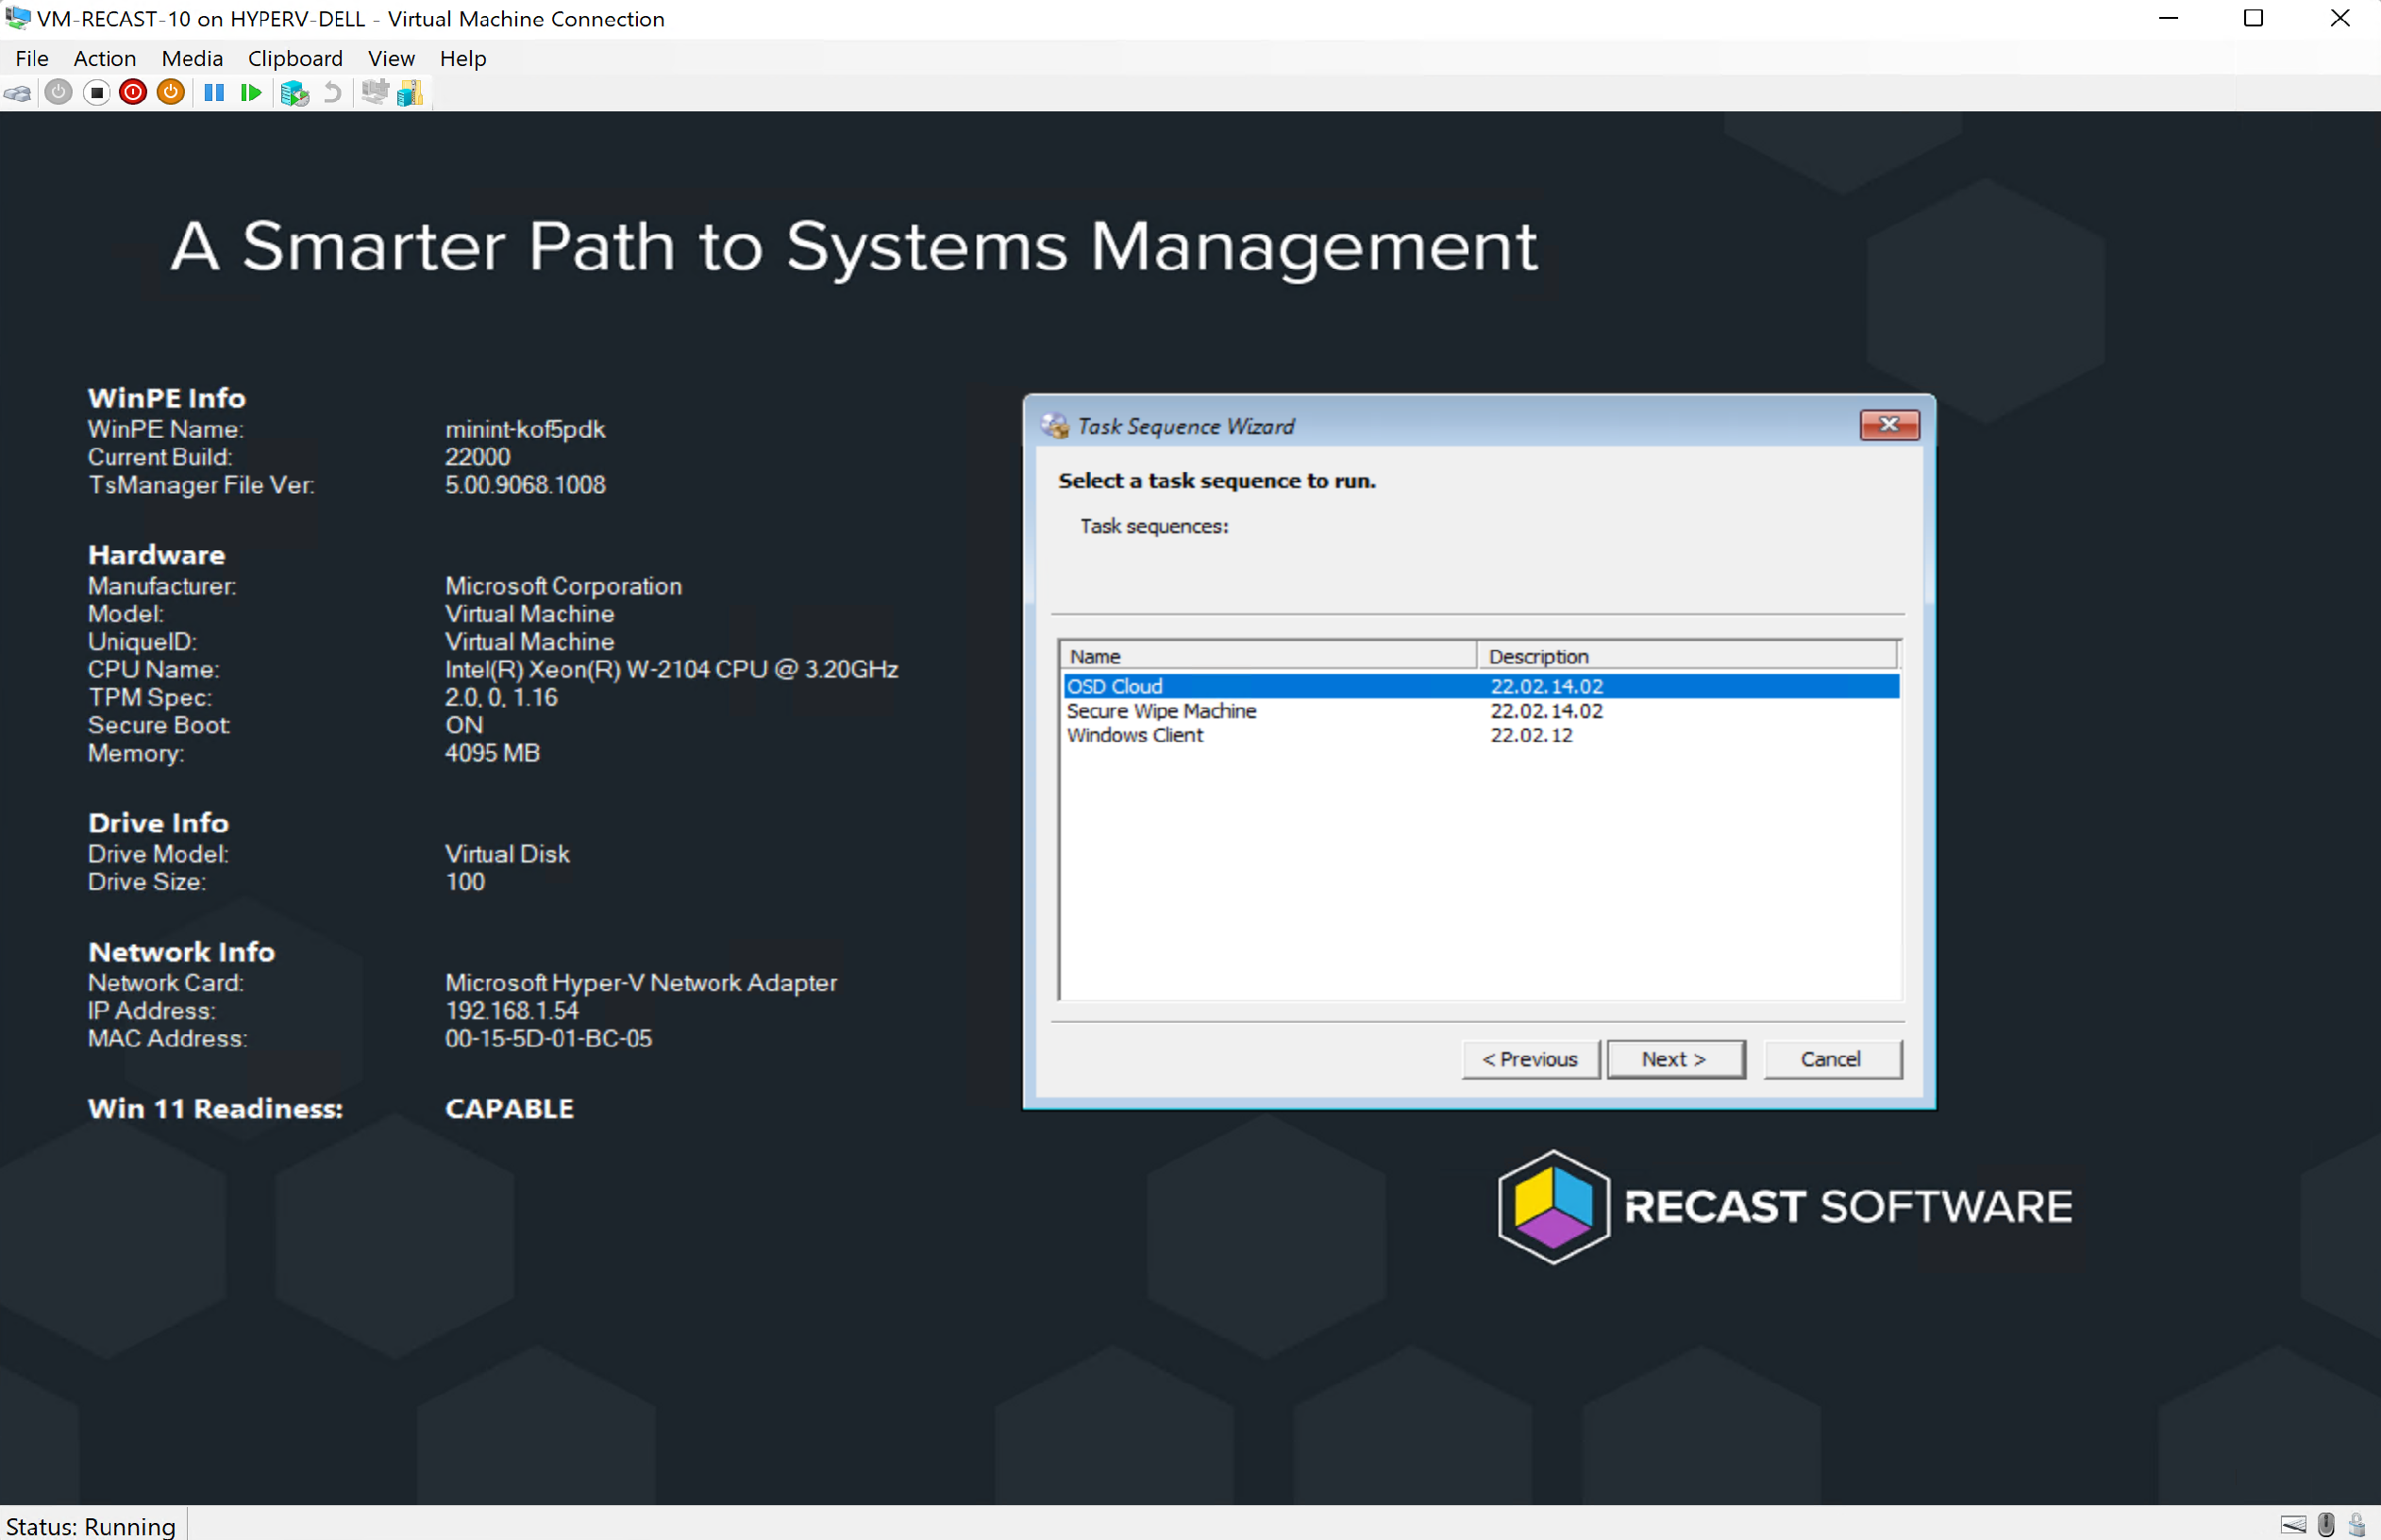 VM-RECAST-10 on HYPERV-DELL - Virtual Machine Connection
File Action Media Clipboard View Help
A Smarter Path to Systems Management
WinPE Info
WinPE Name: minint-kof5pdk
Current Build: 22000
TsManager File Ver: 5.00.9068.1008
Hardware
Manufacturer: Microsoft Corporation
Model: Virtual Machine
UniqueID: Virtual Machine
CPU Name: Intel(R) Xeon(R) W-2104 CPU @ 3.20GHz
TPM Spec: 2.0, 0, 1.16
Secure Boot: ON
Memory: 4095 MB
Drive Info
Drive Model: Virtual Disk
Drive Size: 100
Network Info
Network Card: Microsoft Hyper-V Network Adapter
IP Address: 192.168.1.54
MAC Address: 00-15-5D-01-BC-05
Win 11 Readiness: CAPABLE
Task Sequence Wizard
Select a task sequence to run.
Task sequences:
Name Description
OSD Cloud 22.02.14.02
Secure Wipe Machine 22.02.14.02
Windows Client 22.02.12
< Previous Next > Cancel
RECAST SOFTWARE
Status: Running